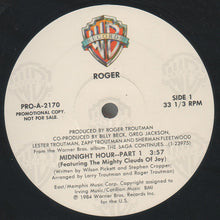 WB
ROGER
PRO-A-2170
PROMOTIONAL COPY.
NOT FOR SALE.
SIDE 1
33 1/3 RPM
PRODUCED BY ROGER TROUTMAN
CO-PRODUCED BY BILLY BECK, GREG JACKSON,
LESTER TROUTMAN, ZAPP TROUTMAN AND SHERMAN FLEETWOOD
From the Warner Bros. album THE SAGA CONTINUES... (1-23975)
MIDNIGHT HOUR—PART 1 3:57
(Featuring The Mighty Clouds Of Joy)
(Written by Wilson Pickett and Stephen Cropper;
Arranged by Larry Troutman and Roger Troutman)
East/Memphis Music Corp. Copyright assigned to
Irving Music/Cotillion Music BMI
℗ 1984 Warner Bros. Records Inc.